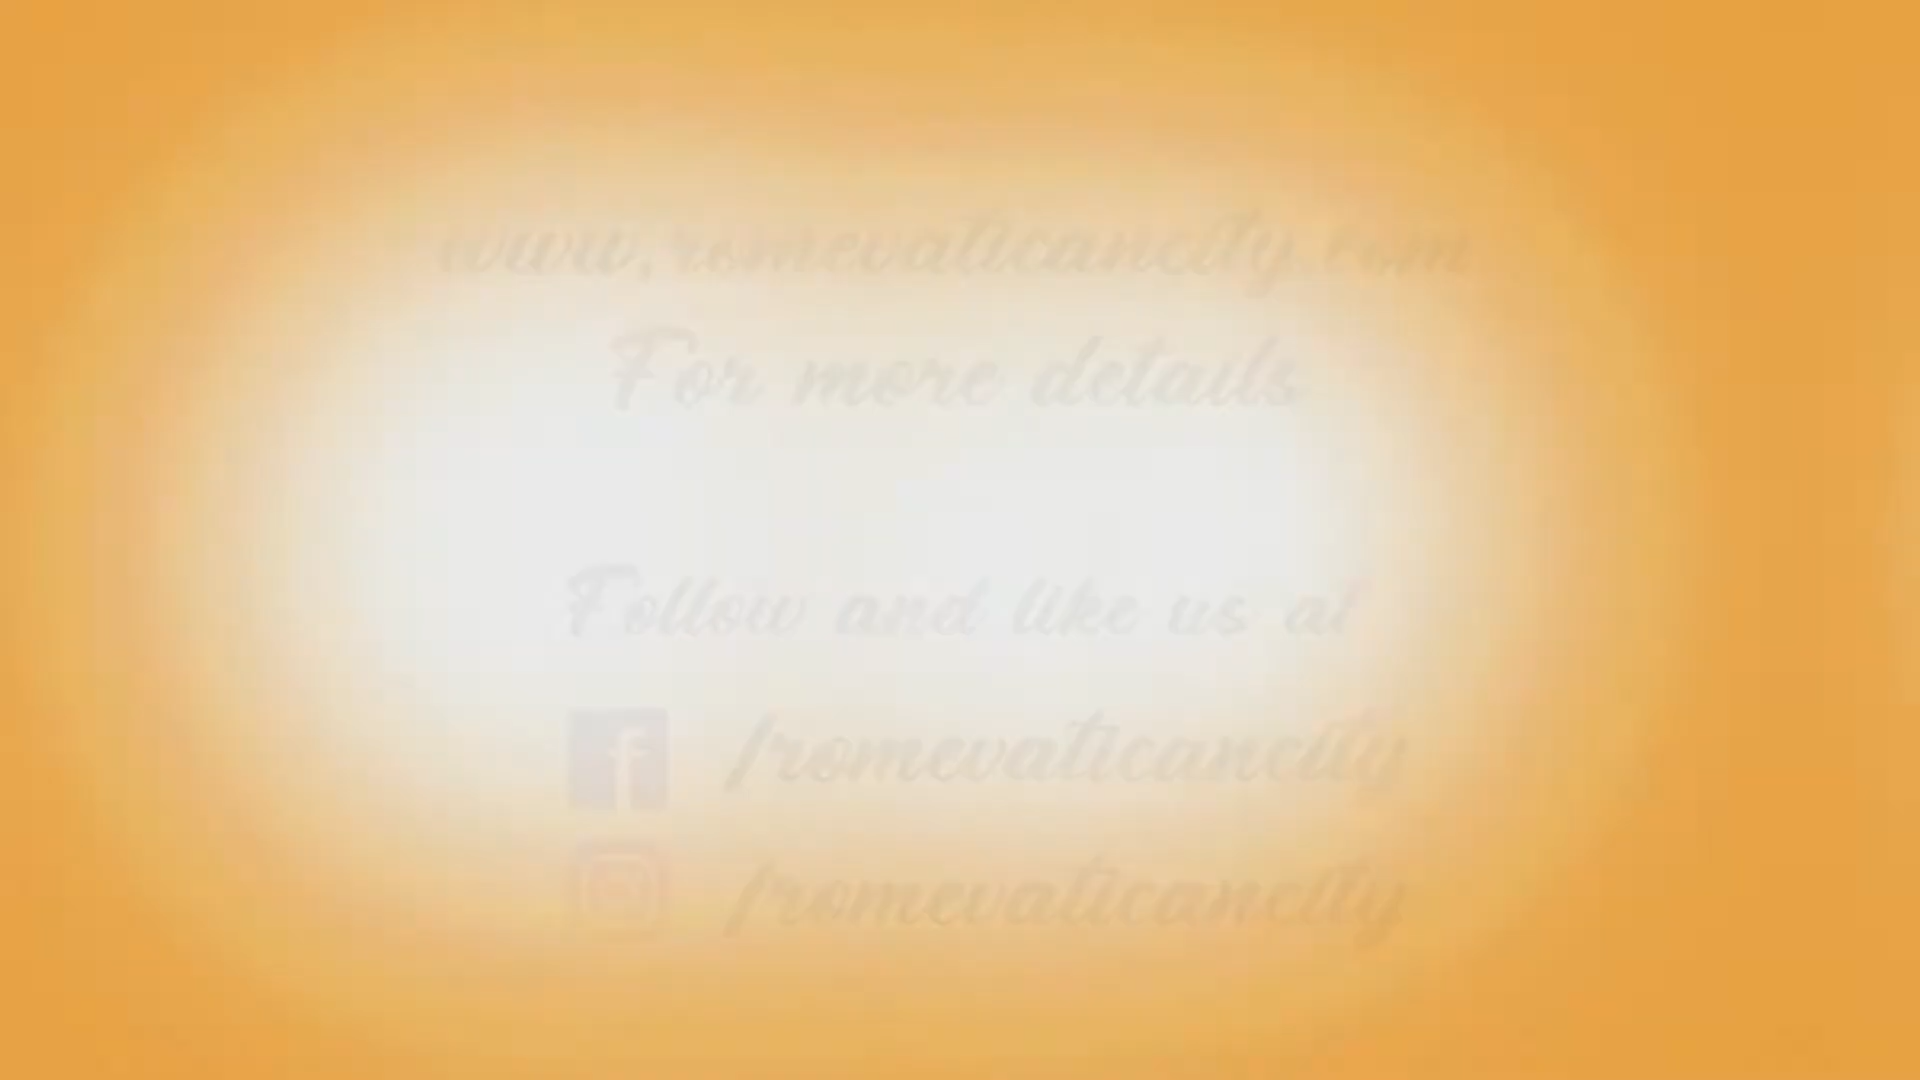 www.romevaticancity.com
For more details
Follow and like us at
/romevaticancity
/romevaticancity